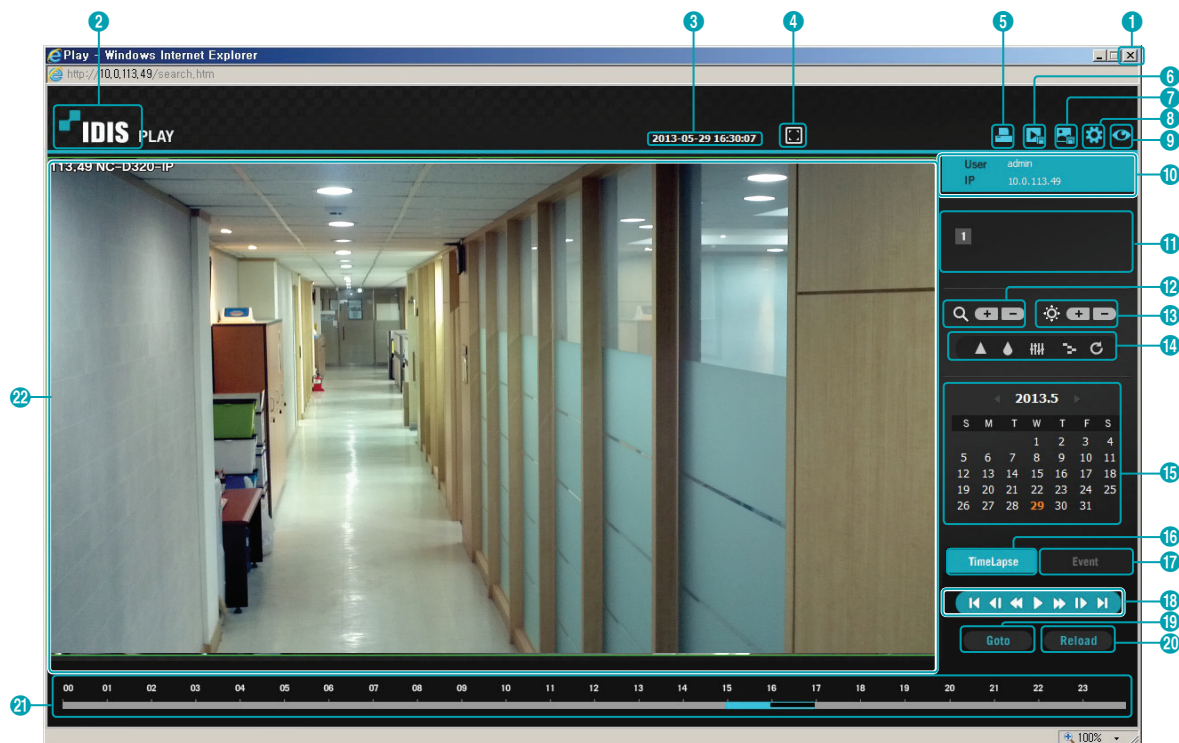 2 3 4 5 1
Play - Windows Internet Explorer
http://10.0.113.49/search.htm
6
7
8
9
IDIS PLAY
2013-05-29 16:30:07
113.49 NC-D320-IP
User admin
IP 10.0.113.49
10
1
11
12
13
14
2013.5
S M T W T F S
1 2 3 4
5 6 7 8 9 10 11
12 13 14 15 16 17 18
19 20 21 22 23 24 25
26 27 28 29 30 31
15
22
16
TimeLapse Event
17
18
19
Goto Reload
20
00 01 02 03 04 05 06 07 08 09 10 11 12 13 14 15 16 17 18 19 20 21 22 23
21
100%